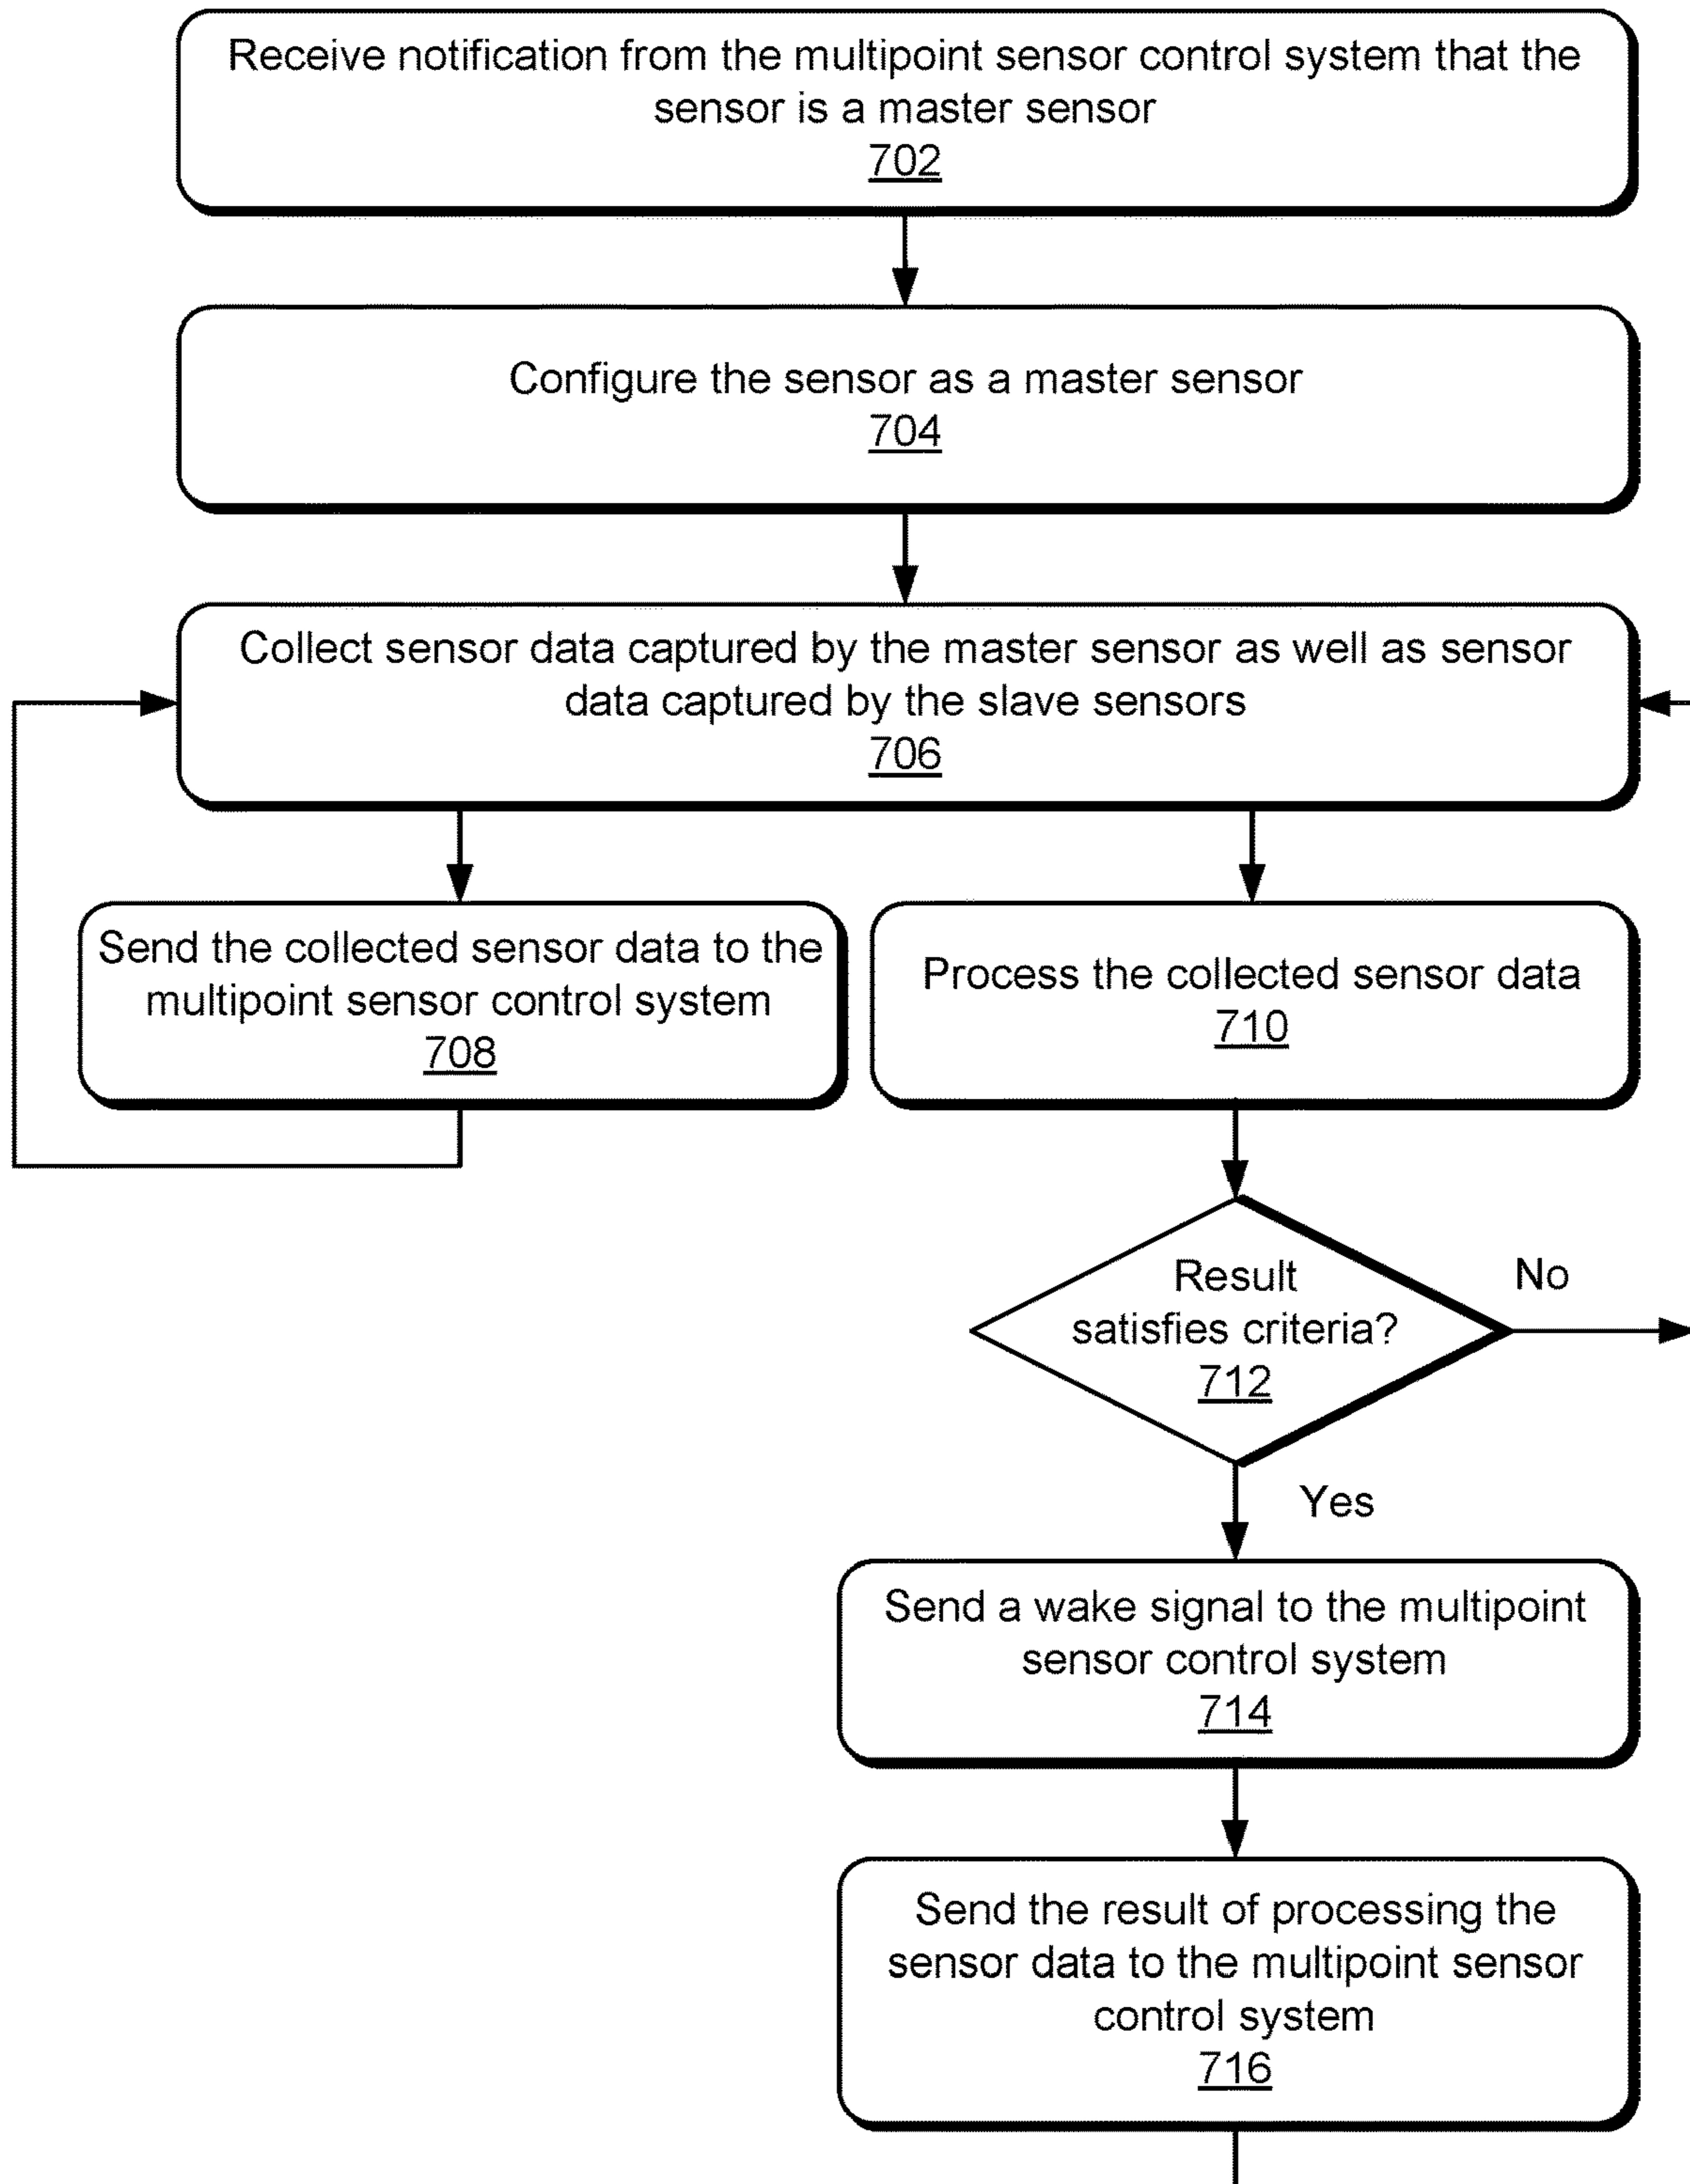 Receive notification from the multipoint sensor control system that the
sensor is a master sensor
702
Configure the sensor as a master sensor
704
Collect sensor data captured by the master sensor as well as sensor
data captured by the slave sensors
706
Send the collected sensor data to the
multipoint sensor control system
708
Process the collected sensor data
710
Result
satisfies criteria?
712
No
Yes
Send a wake signal to the multipoint
sensor control system
714
Send the result of processing the
sensor data to the multipoint sensor
control system
716